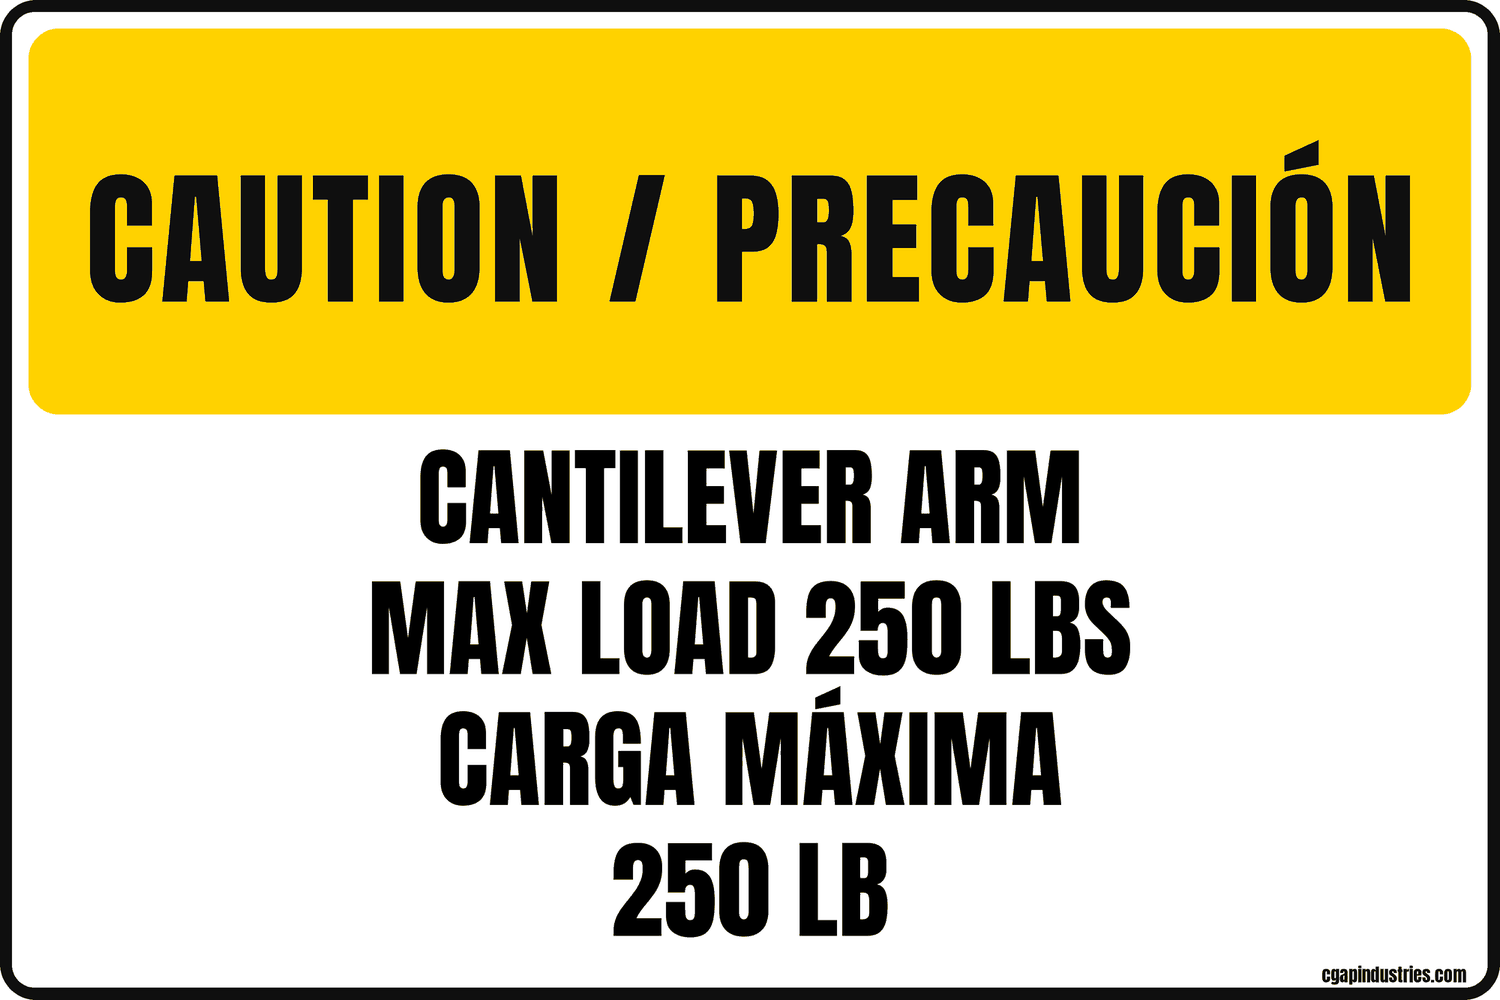 CAUTION / PRECAUCIÓN
CANTILEVER ARM
MAX LOAD 250 LBS
CARGA MÁXIMA
250 LB
cgapindustries.com